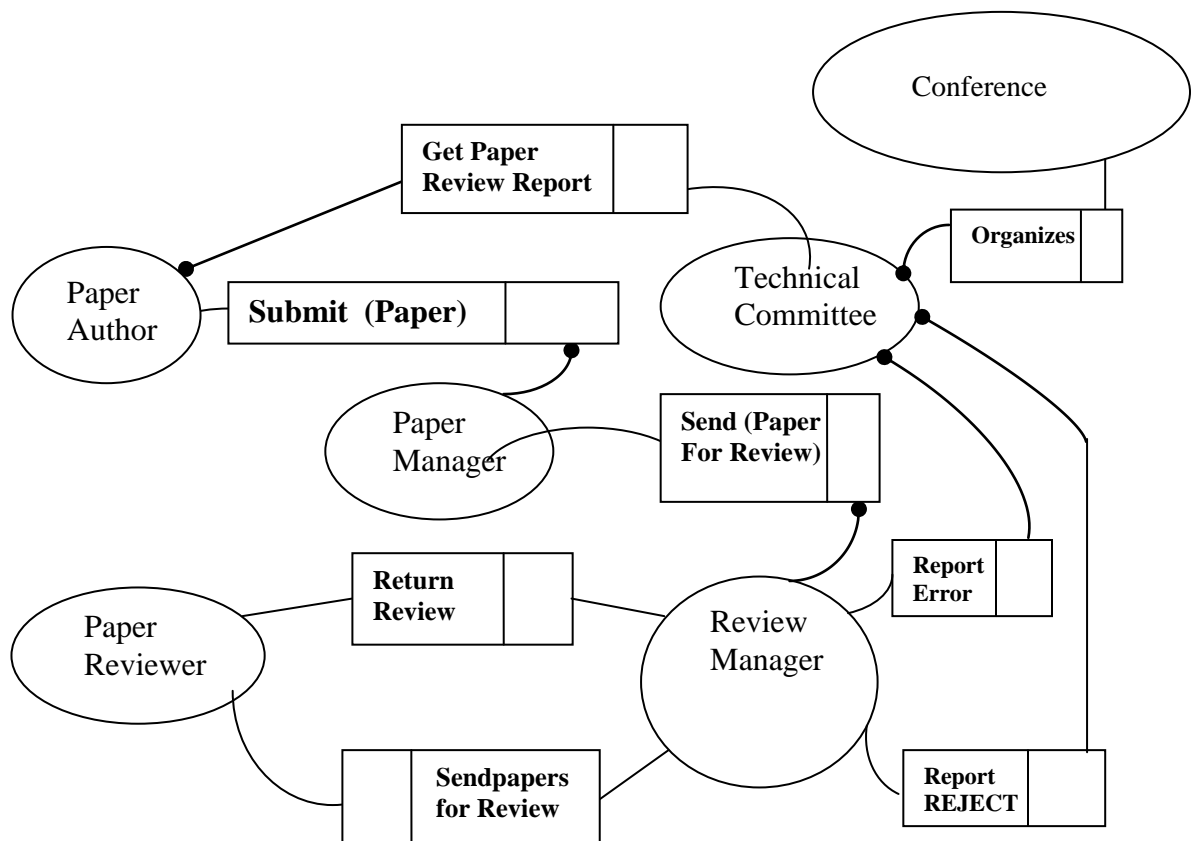 Conference
Get Paper
Review Report
Organizes
Paper
Author
Submit (Paper)
Technical
Committee
Paper
Manager
Send (Paper
For Review)
Return
Review
Report
Error
Paper
Reviewer
Review
Manager
Sendpapers
for Review
Report
REJECT